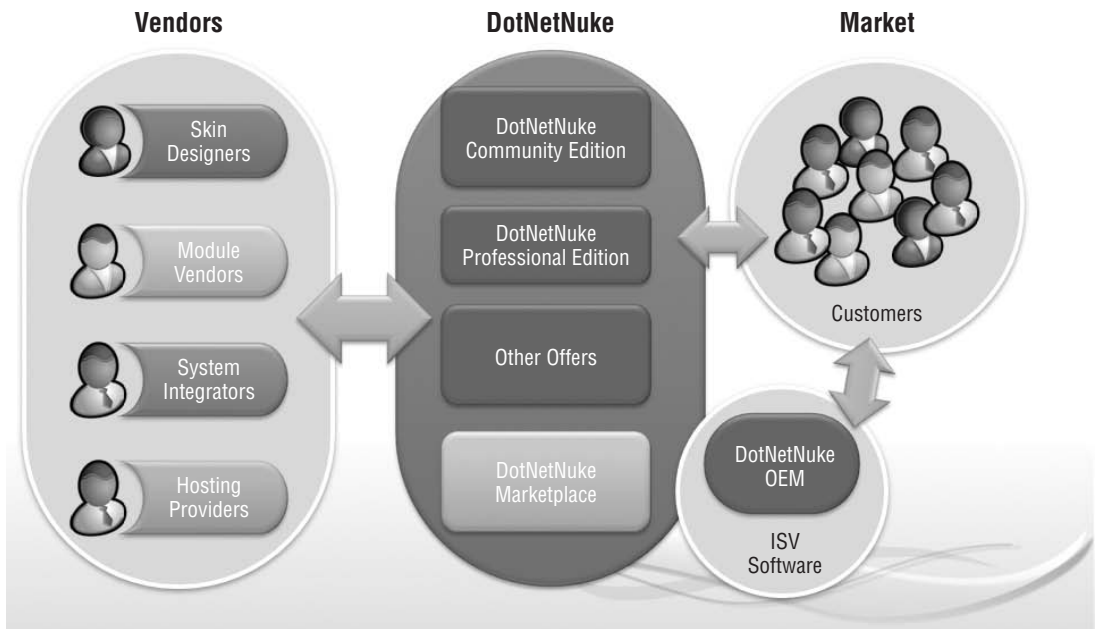 Vendors
DotNetNuke
Market
Skin
Designers
Module
Vendors
System
Integrators
Hosting
Providers
DotNetNuke
Community Edition
DotNetNuke
Professional Edition
Other Offers
DotNetNuke
Marketplace
Customers
DotNetNuke
OEM
ISV
Software